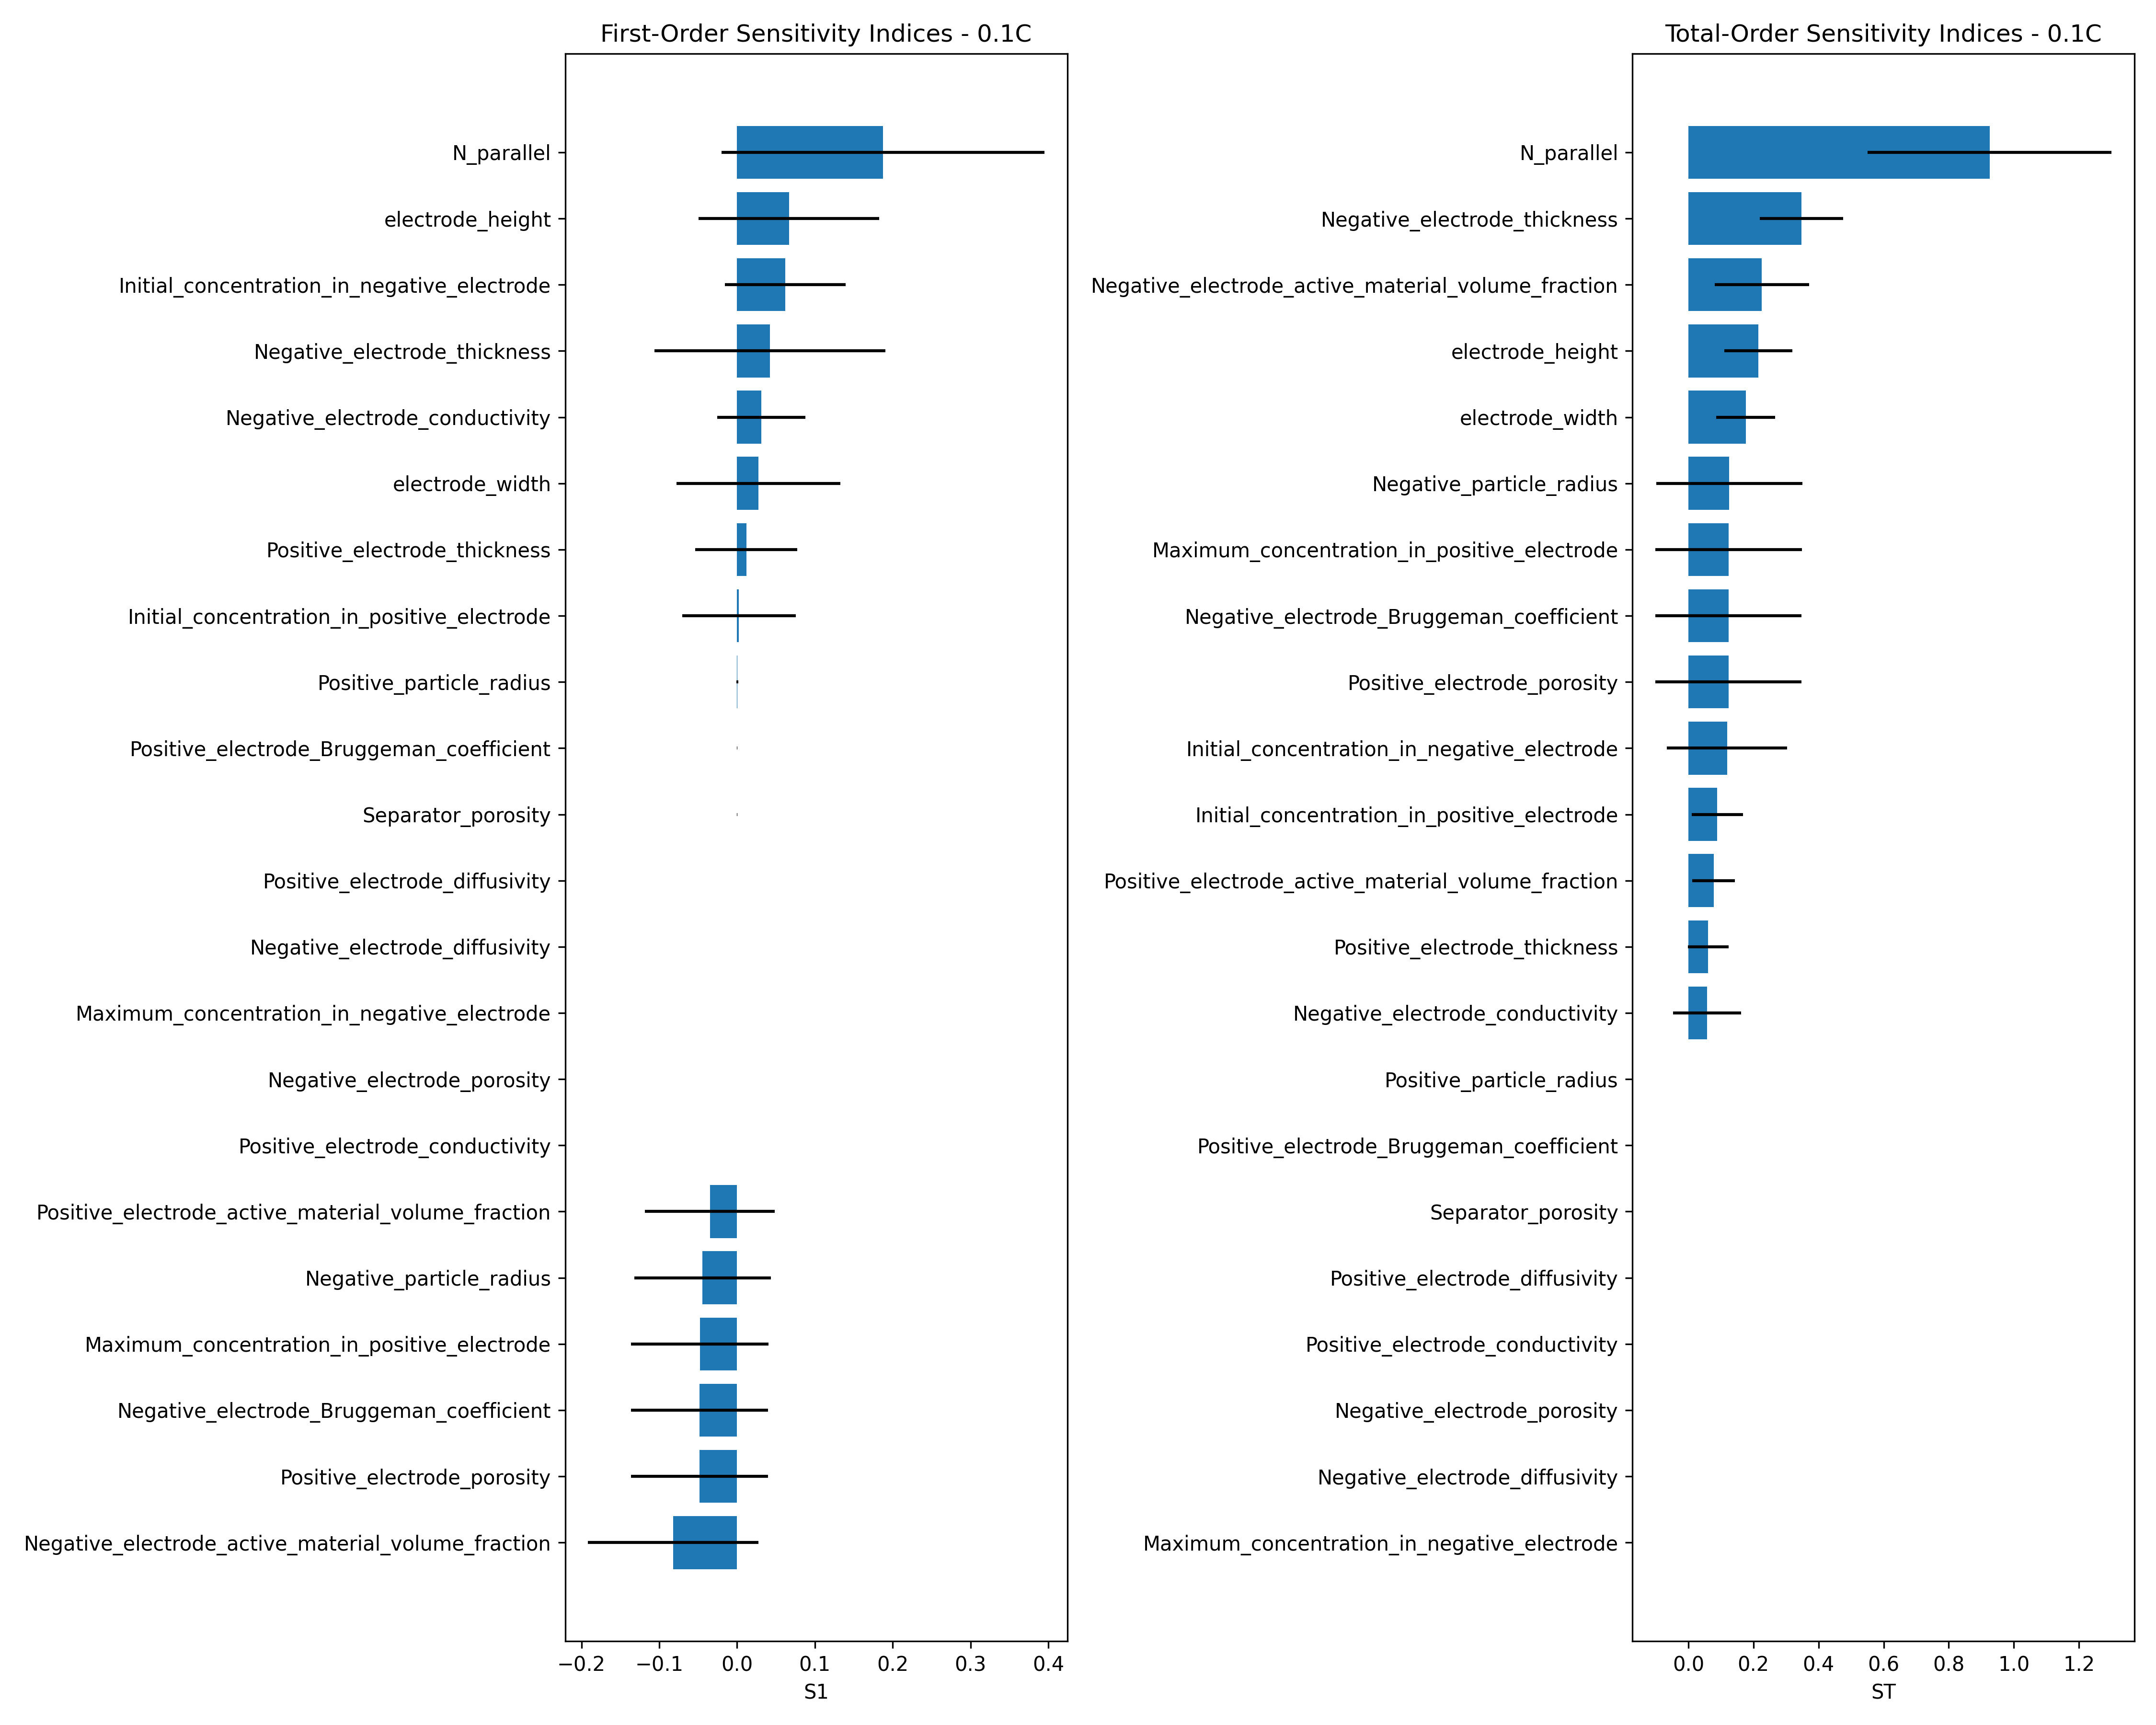 First-Order Sensitivity Indices - 0.1C
N_parallel
electrode_height
Initial_concentration_in_negative_electrode
Negative_electrode_thickness
Negative_electrode_conductivity
electrode_width
Positive_electrode_thickness
Initial_concentration_in_positive_electrode
Positive_particle_radius
Positive_electrode_Bruggeman_coefficient
Separator_porosity
Positive_electrode_diffusivity
Negative_electrode_diffusivity
Maximum_concentration_in_negative_electrode
Negative_electrode_porosity
Positive_electrode_conductivity
Positive_electrode_active_material_volume_fraction
Negative_particle_radius
Maximum_concentration_in_positive_electrode
Negative_electrode_Bruggeman_coefficient
Positive_electrode_porosity
Negative_electrode_active_material_volume_fraction
−0.2 −0.1 0.0 0.1 0.2 0.3 0.4
S1
Total-Order Sensitivity Indices - 0.1C
N_parallel
Negative_electrode_thickness
Negative_electrode_active_material_volume_fraction
electrode_height
electrode_width
Negative_particle_radius
Maximum_concentration_in_positive_electrode
Negative_electrode_Bruggeman_coefficient
Positive_electrode_porosity
Initial_concentration_in_negative_electrode
Initial_concentration_in_positive_electrode
Positive_electrode_active_material_volume_fraction
Positive_electrode_thickness
Negative_electrode_conductivity
Positive_particle_radius
Positive_electrode_Bruggeman_coefficient
Separator_porosity
Positive_electrode_diffusivity
Positive_electrode_conductivity
Negative_electrode_porosity
Negative_electrode_diffusivity
Maximum_concentration_in_negative_electrode
0.0 0.2 0.4 0.6 0.8 1.0 1.2
ST